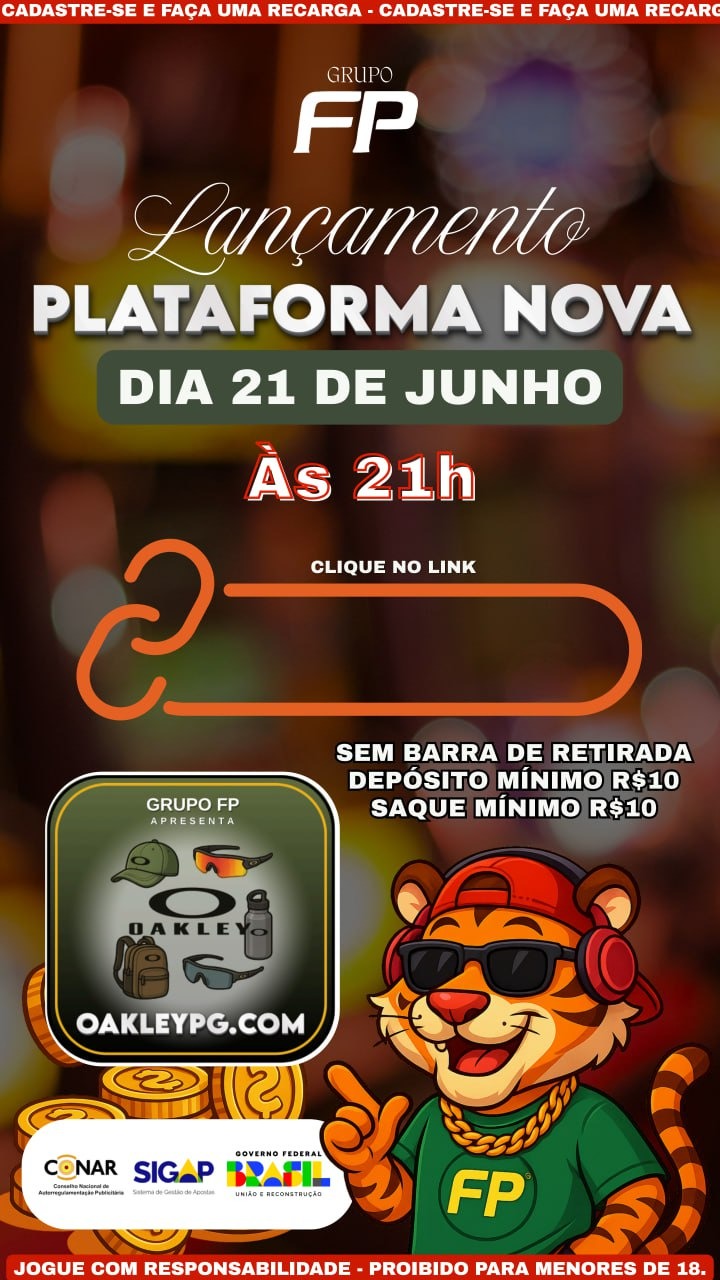 CADASTRE-SE E FAÇA UMA RECARGA - CADASTRE-SE E FAÇA UMA RECARG
GRUPO
FP
Lançamento
PLATAFORMA NOVA
DIA 21 DE JUNHO
Às 21h
CLIQUE NO LINK
SEM BARRA DE RETIRADA
DEPÓSITO MÍNIMO R$10
SAQUE MÍNIMO R$10
GRUPO FP
APRESENTA
OAKLEY
OAKLEYPG.COM
FP
CONAR
Conselho Nacional de
Autorregulamentação Publicitária
SIGAP
Sistema de Gestão de Apostas
GOVERNO FEDERAL
BRASIL
UNIÃO E RECONSTRUÇÃO
JOGUE COM RESPONSABILIDADE - PROIBIDO PARA MENORES DE 18.